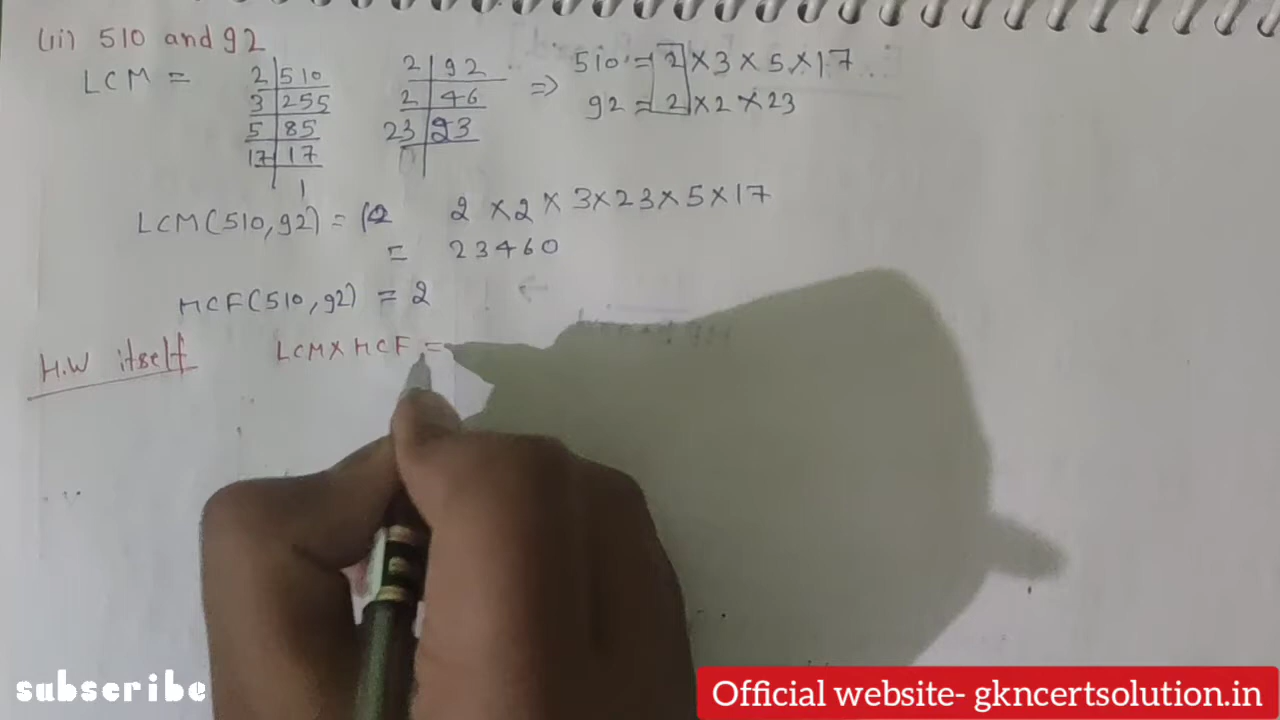 (ii) 510 and 92
LCM = 2 | 510    2 | 92    => 510 = 2 × 3 × 5 × 17
3 | 255    2 | 46    92 = 2 × 2 × 23
5 | 85    23 | 23
17 | 17
1
LCM(510,92) = 2 × 2 × 3 × 23 × 5 × 17
= 23460
HCF(510,92) = 2
H.W itself    LCM × HCF =
subscribe
Official website- gkncertsolution.in